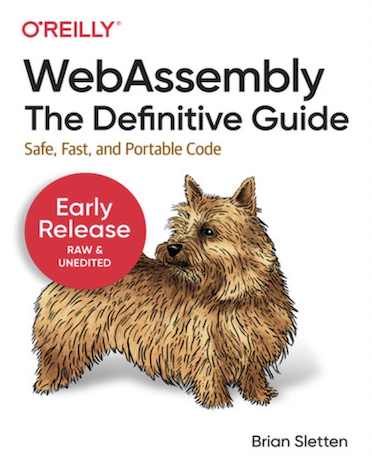 O'REILLY®
WebAssembly
The Definitive Guide
Safe, Fast, and Portable Code
Early
Release
RAW &
UNEDITED
Brian Sletten